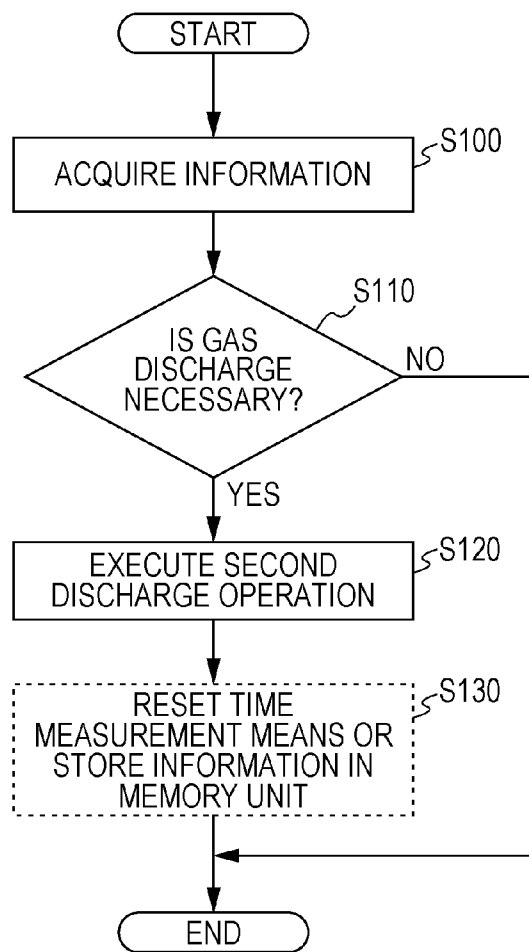 START
S100
ACQUIRE INFORMATION
S110
IS GAS
DISCHARGE
NECESSARY?
NO
YES
S120
EXECUTE SECOND
DISCHARGE OPERATION
S130
RESET TIME
MEASUREMENT MEANS OR
STORE INFORMATION IN
MEMORY UNIT
END